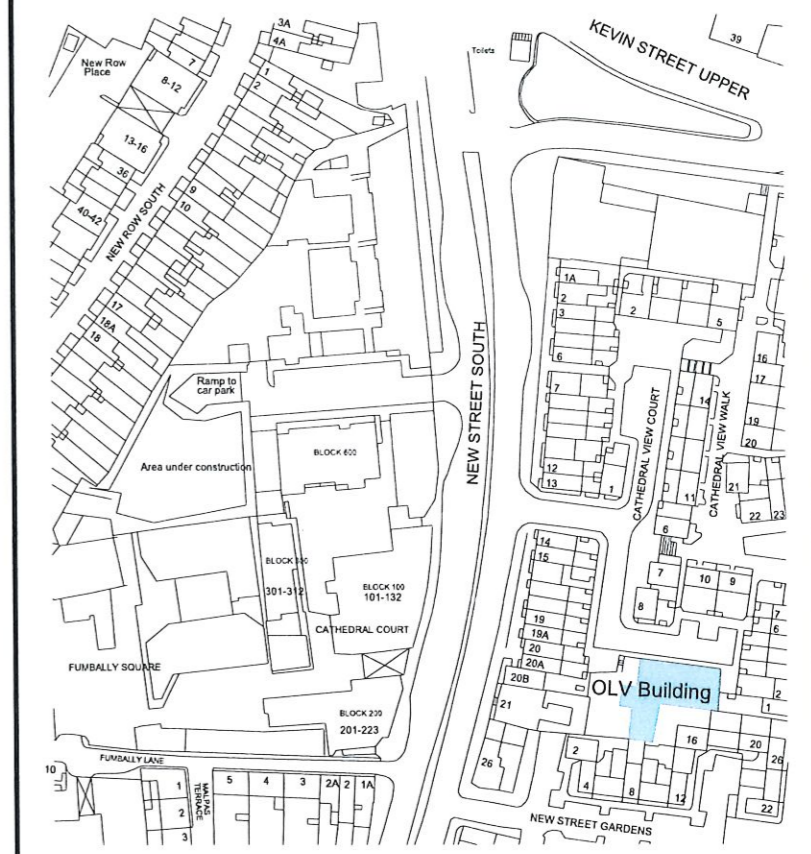 3A
4A
7
New Row
Place
8-12
1
2
13-16
36
40-42
NEW ROW SOUTH
9
10
17
18A
18
Toilets
KEVIN STREET UPPER
39
NEW STREET SOUTH
Ramp to
car park
Area under construction
BLOCK 600
BLOCK 100
101-132
301-312
CATHEDRAL COURT
BLOCK 200
201-223
FUMBALLY SQUARE
FUMBALLY LANE
10
1
2
3
MALPAS
TERRACE
5
4
3
2A
2
1A
1A
2
3
6
7
12
13
1
2
5
CATHEDRAL VIEW COURT
14
11
6
CATHEDRAL VIEW WALK
16
17
19
20
21
22
23
7
8
10
9
7
6
2
1
14
15
19
19A
20
20A
20B
21
26
OLV Building
2
4
8
12
16
20
26
22
NEW STREET GARDENS